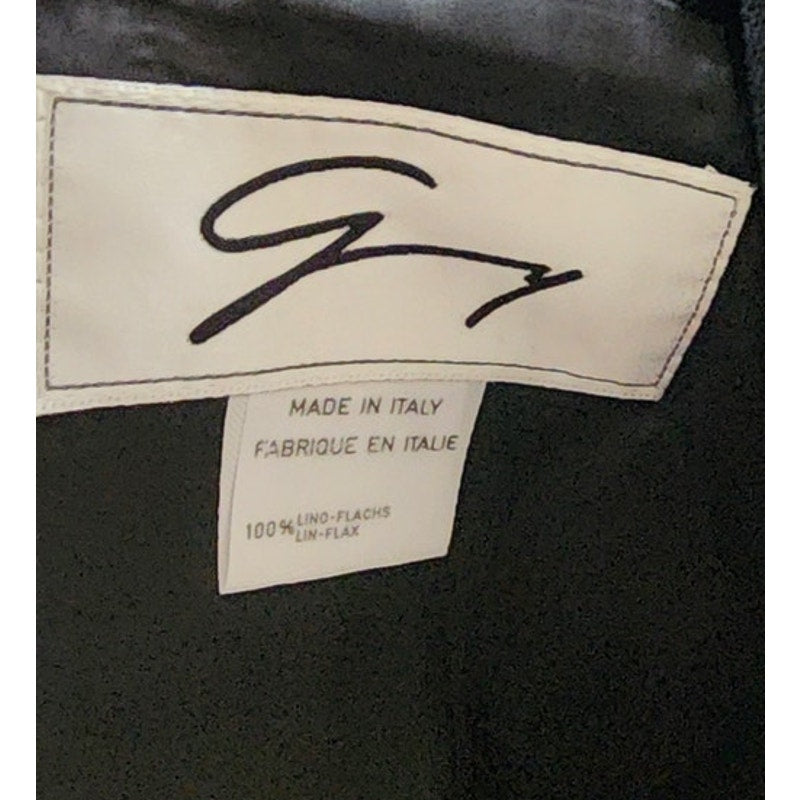 MADE IN ITALY
FABRIQUE EN ITALIE
100% LINO-FLACHS
LIN-FLAX